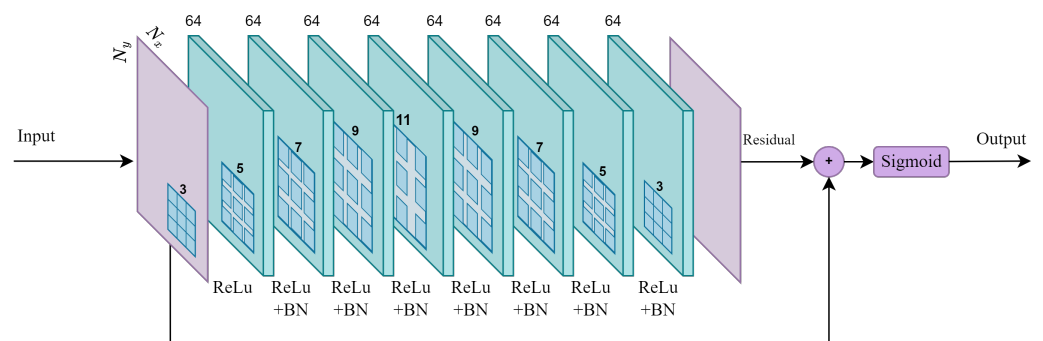 64 64 64 64 64 64 64 64
N_y N_x
Input
3 5 7 9 11 9 7 5 3
Residual
+
Sigmoid
Output
ReLu ReLu ReLu ReLu ReLu ReLu ReLu ReLu
+BN +BN +BN +BN +BN +BN +BN